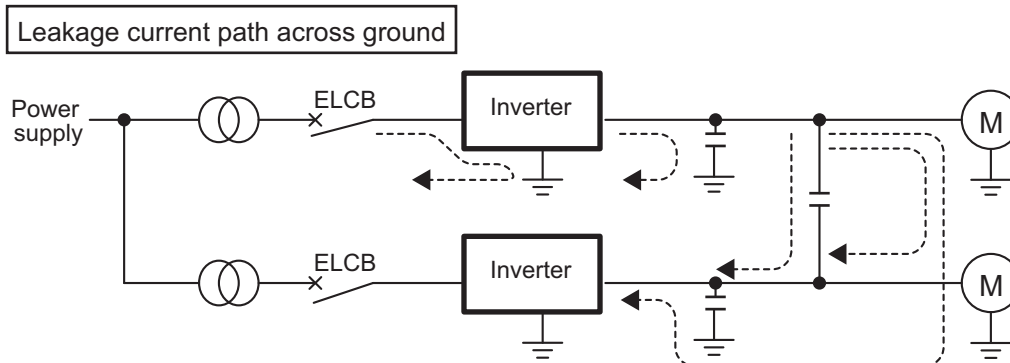 Leakage current path across ground
Power
supply
ELCB
Inverter
M
ELCB
Inverter
M